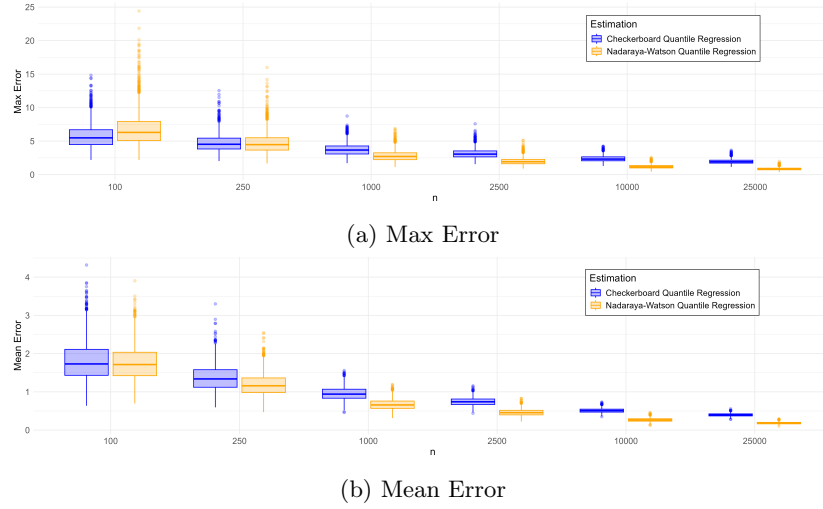 25
20
15
10
5
0
Max Error
Estimation
Checkerboard Quantile Regression
Nadaraya-Watson Quantile Regression
100 250 1000 2500 10000 25000
n
(a) Max Error
4
3
2
1
0
Mean Error
Estimation
Checkerboard Quantile Regression
Nadaraya-Watson Quantile Regression
100 250 1000 2500 10000 25000
n
(b) Mean Error